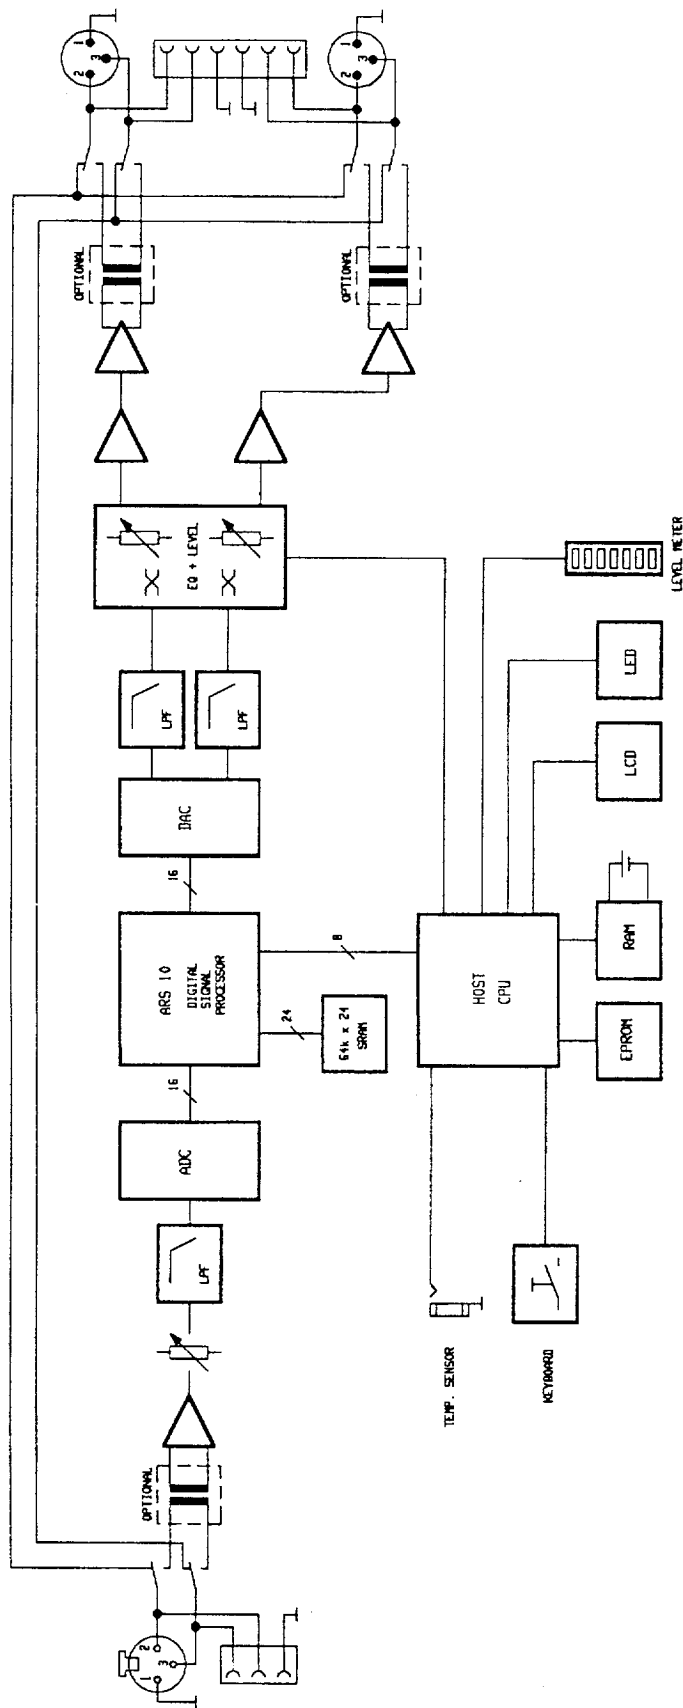 1
2
3
OPTIONAL
LPF
ADC
16
ARS 10
DIGITAL
SIGNAL
PROCESSOR
24
64k x 24
SRAM
8
16
DAC
LPF
LPF
EQ + LEVEL
OPTIONAL
OPTIONAL
2
3
1
2
3
1
TEMP. SENSOR
KEYBOARD
HOST
CPU
EPROM
RAM
LCD
LED
LEVEL METER